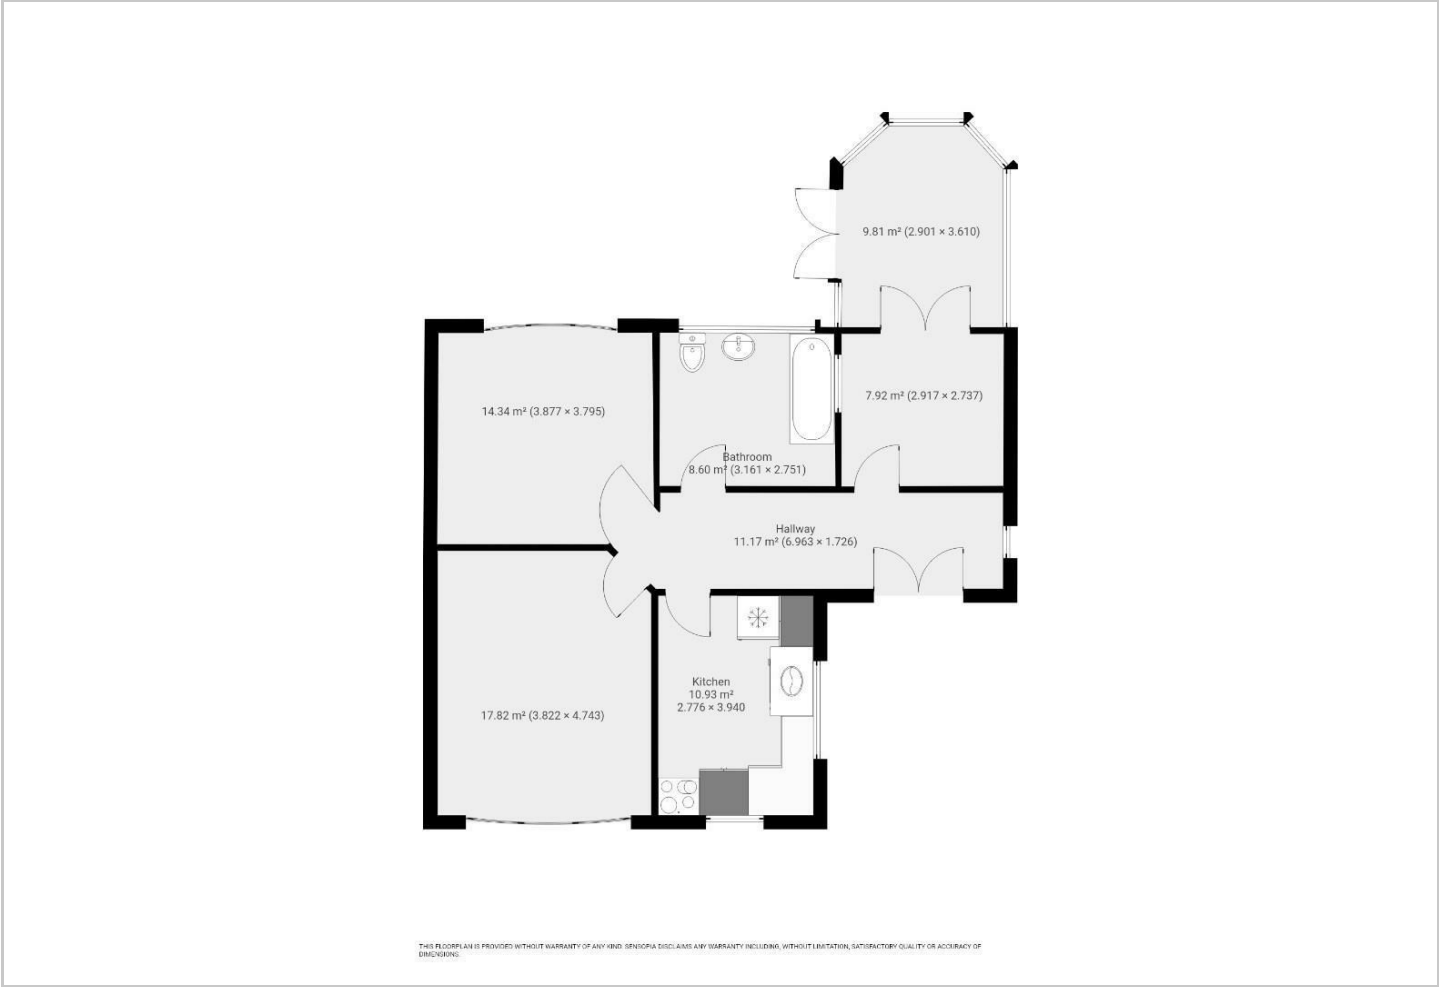 9.81 m² (2.901 × 3.610)
14.34 m² (3.877 × 3.795)
7.92 m² (2.917 × 2.737)
Bathroom
8.60 m² (3.161 × 2.751)
Hallway
11.17 m² (6.963 × 1.726)
Kitchen
10.93 m²
2.776 × 3.940
17.82 m² (3.822 × 4.743)
THIS FLOORPLAN IS PROVIDED WITHOUT WARRANTY OF ANY KIND. SENSOPIA DISCLAIMS ANY WARRANTY INCLUDING, WITHOUT LIMITATION, SATISFACTORY QUALITY OR ACCURACY OF
DIMENSIONS.